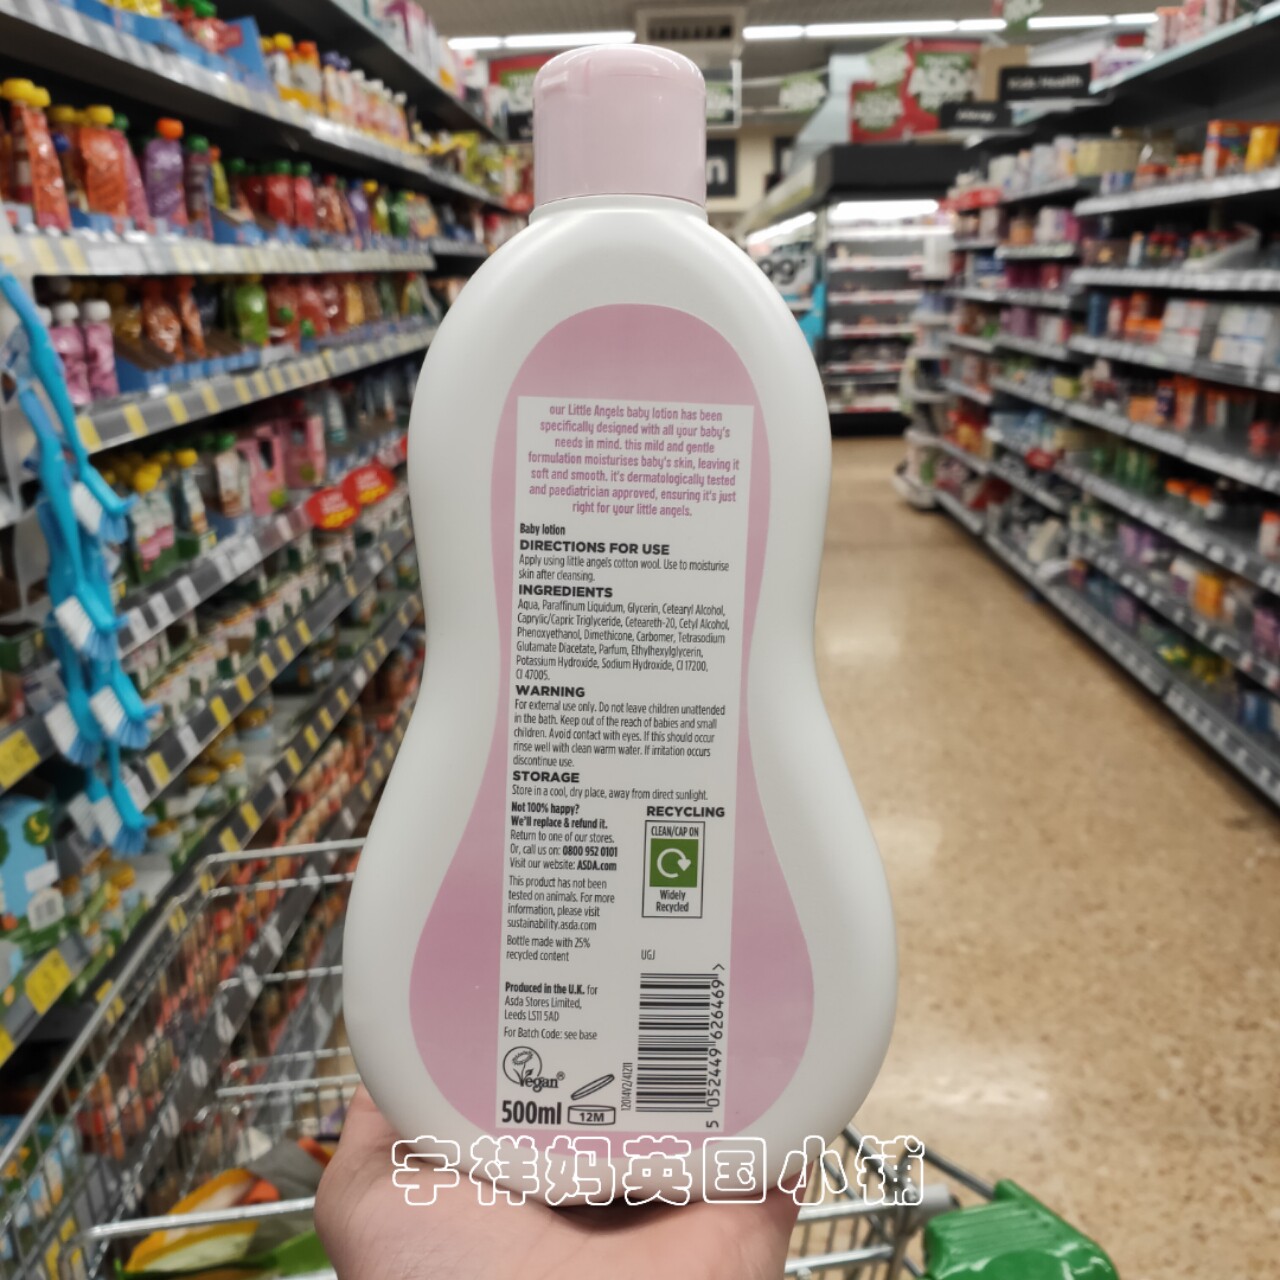 our Little Angels baby lotion has been
specifically designed with all your baby's
needs in mind. this mild and gentle
formulation moisturises baby's skin, leaving it
soft and smooth. it's dermatologically tested
and paediatrician approved, ensuring it's just
right for your little angels.
Baby lotion
DIRECTIONS FOR USE
Apply using little angels cotton wool. Use to moisturise
skin after cleansing.
INGREDIENTS
Aqua, Paraffinum Liquidum, Glycerin, Cetearyl Alcohol,
Caprylic/Capric Triglyceride, Ceteareth-20, Cetyl Alcohol,
Phenoxyethanol, Dimethicone, Carbomer, Tetrasodium
Glutamate Diacetate, Parfum, Ethylhexylglycerin,
Potassium Hydroxide, Sodium Hydroxide, CI 17200,
CI 47005.
WARNING
For external use only. Do not leave children unattended
in the bath. Keep out of the reach of babies and small
children. Avoid contact with eyes. If this should occur
rinse well with clean warm water. If irritation occurs
discontinue use.
STORAGE
Store in a cool, dry place, away from direct sunlight.
Not 100% happy?
We'll replace & refund it.
Return to one of our stores.
Or, call us on: 0800 952 0101
Visit our website: ASDA.com
This product has not been
tested on animals. For more
information, please visit
sustainability.asda.com
Bottle made with 25%
recycled content
Produced in the U.K. for
Asda Stores Limited,
Leeds LS11 5AD
For Batch Code: see base
Vegan®
500ml
12M
RECYCLING
CLEAN/CAP ON
Widely
Recycled
UGJ
12014V2/41211
5 052449 626469 >
宇祥妈英国小铺